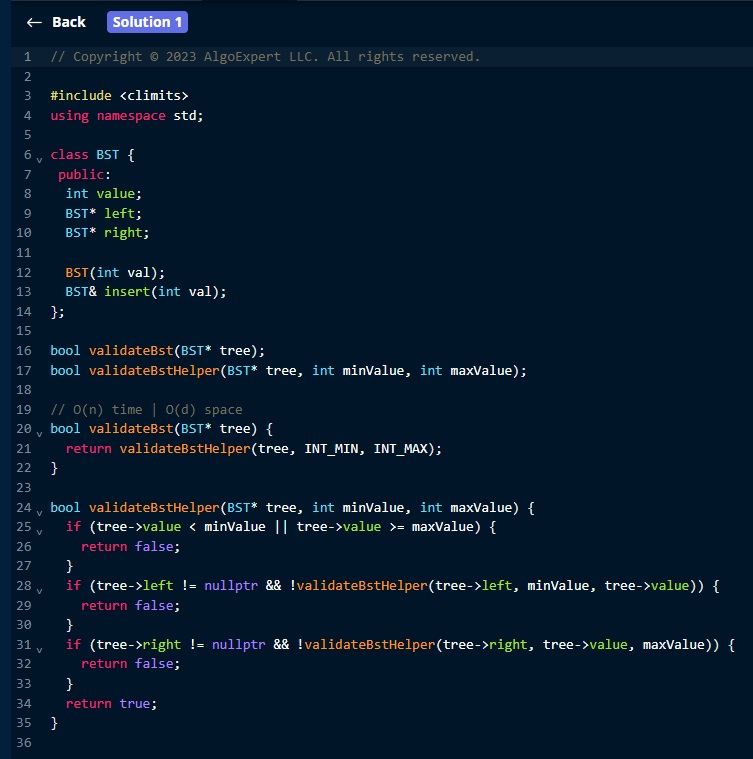 ← Back Solution 1
1 // Copyright © 2023 AlgoExpert LLC. All rights reserved.
2
3 #include <climits>
4 using namespace std;
5
6 class BST {
7  public:
8   int value;
9   BST* left;
10   BST* right;
11
12   BST(int val);
13   BST& insert(int val);
14 };
15
16 bool validateBst(BST* tree);
17 bool validateBstHelper(BST* tree, int minValue, int maxValue);
18
19 // O(n) time | O(d) space
20 bool validateBst(BST* tree) {
21   return validateBstHelper(tree, INT_MIN, INT_MAX);
22 }
23
24 bool validateBstHelper(BST* tree, int minValue, int maxValue) {
25   if (tree->value < minValue || tree->value >= maxValue) {
26     return false;
27   }
28   if (tree->left != nullptr && !validateBstHelper(tree->left, minValue, tree->value)) {
29     return false;
30   }
31   if (tree->right != nullptr && !validateBstHelper(tree->right, tree->value, maxValue)) {
32     return false;
33   }
34   return true;
35 }
36